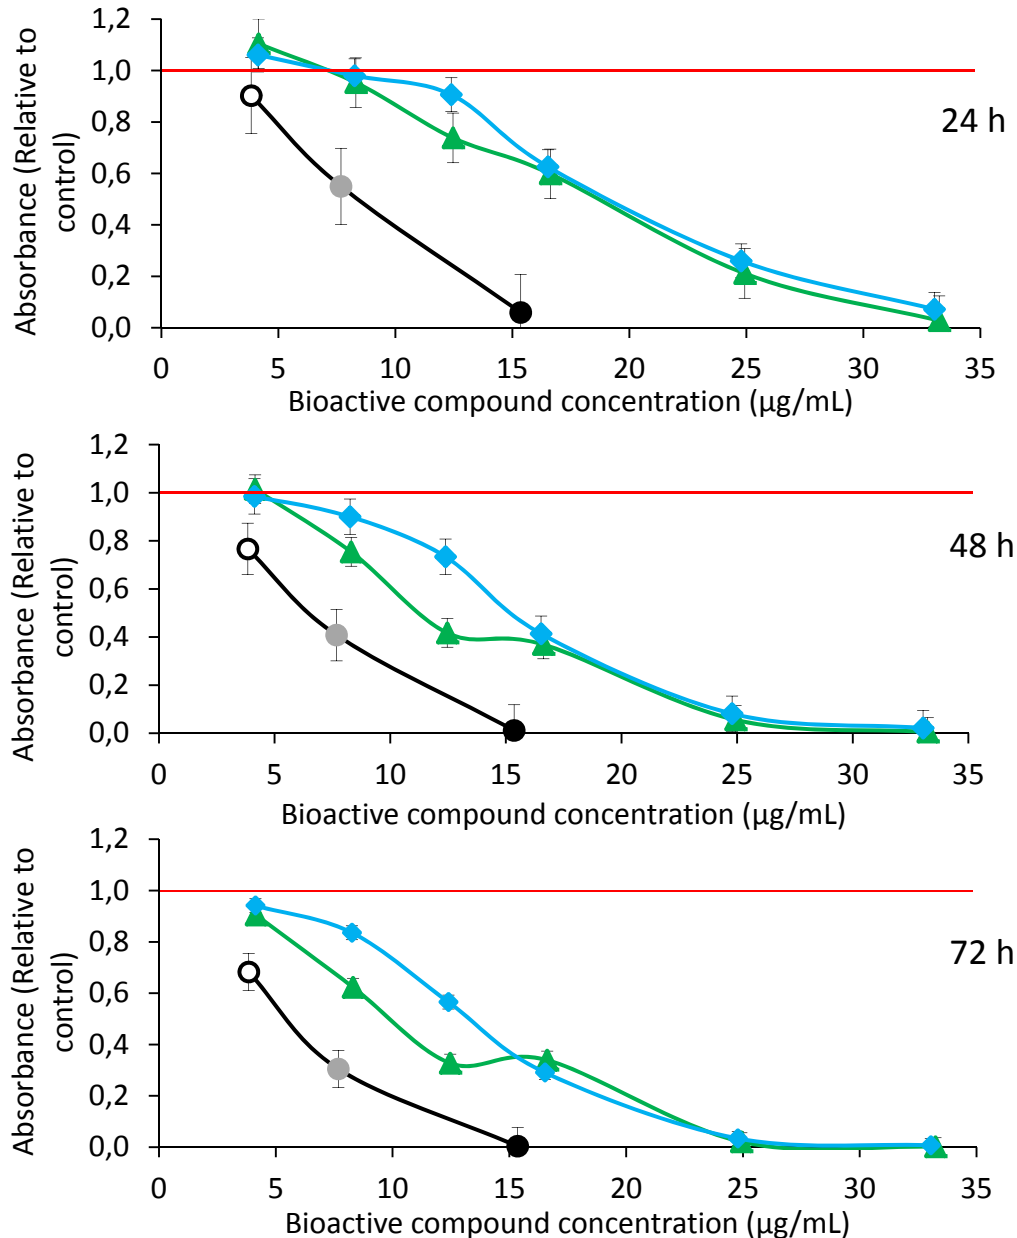 Absorbance (Relative to
control)
1,2
1,0
0,8
0,6
0,4
0,2
0,0
24 h
0 5 10 15 20 25 30 35
Bioactive compound concentration (µg/mL)
Absorbance (Relative to
control)
1,2
1,0
0,8
0,6
0,4
0,2
0,0
48 h
0 5 10 15 20 25 30 35
Bioactive compound concentration (µg/mL)
Absorbance (Relative to
control)
1,2
1,0
0,8
0,6
0,4
0,2
0,0
72 h
0 5 10 15 20 25 30 35
Bioactive compound concentration (µg/mL)